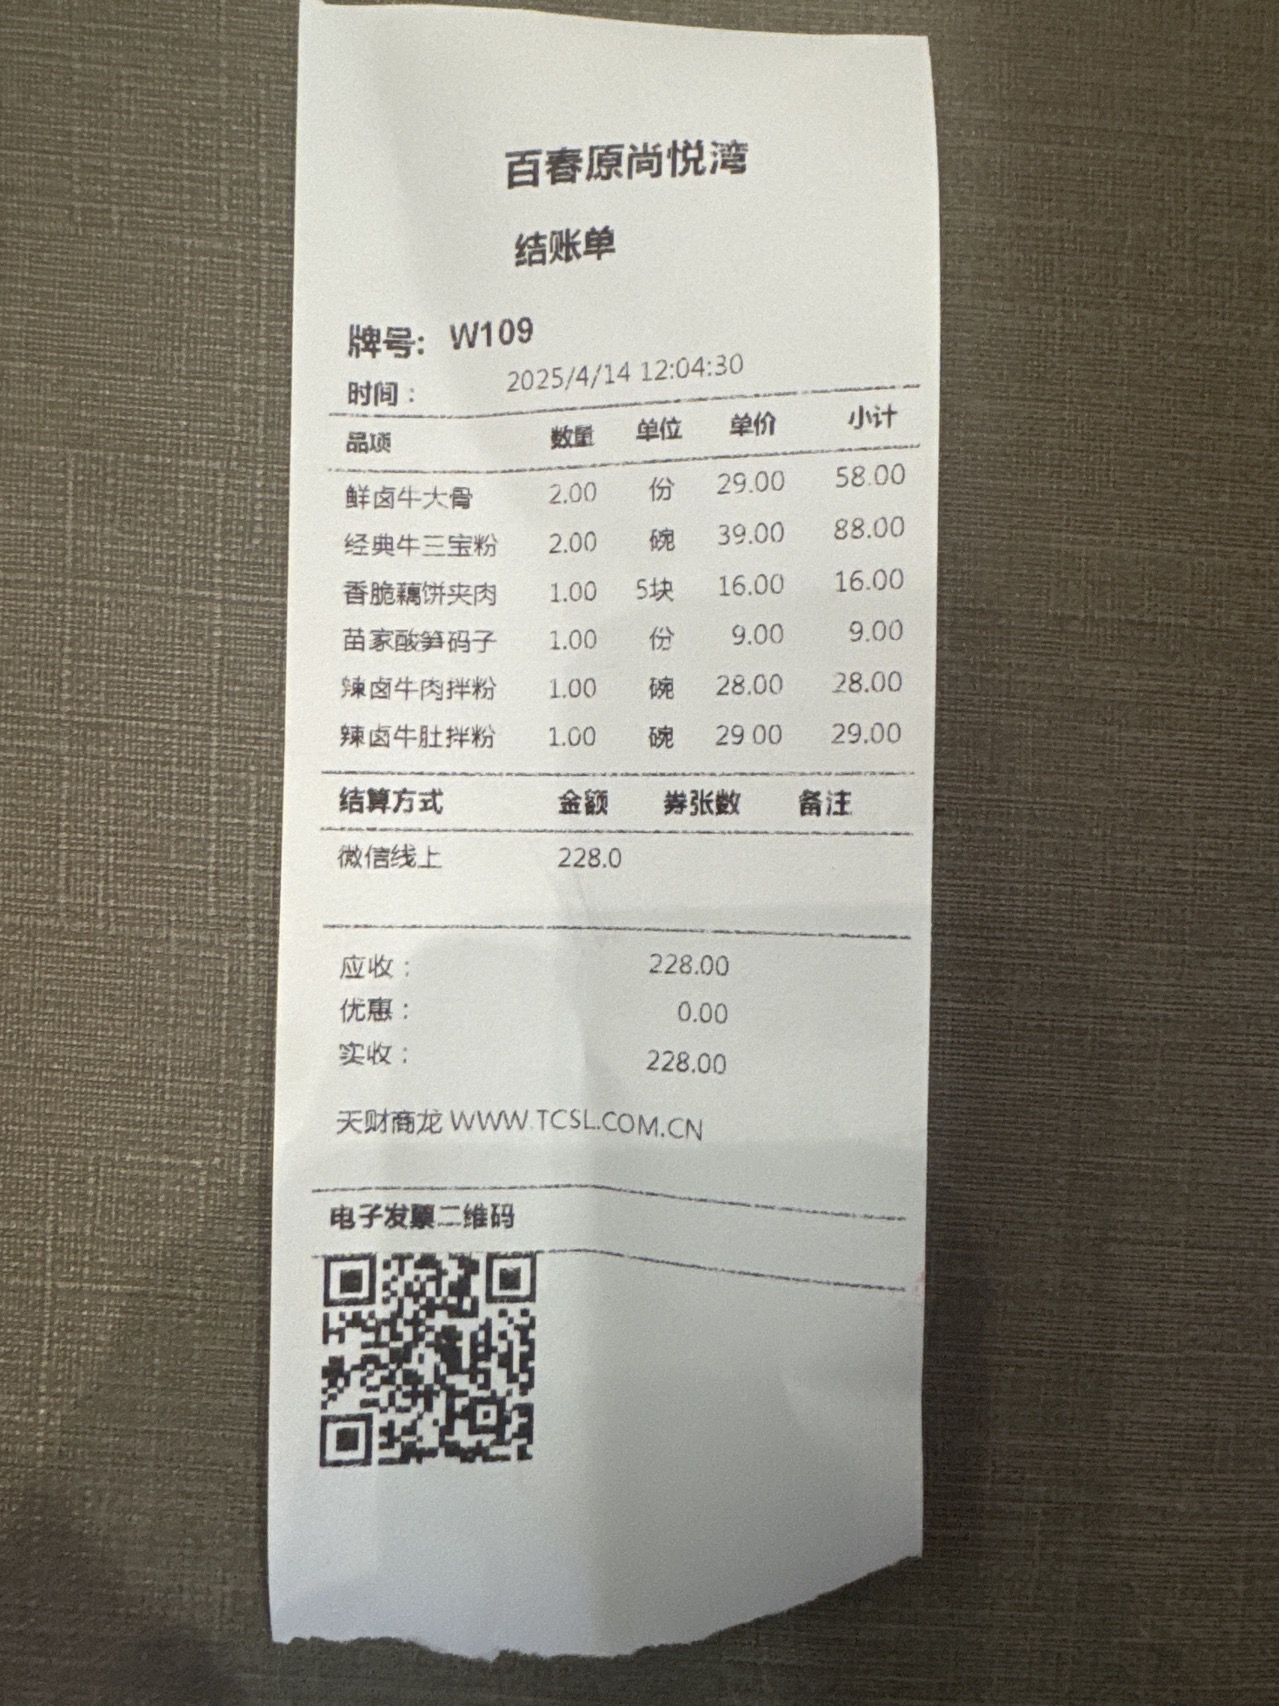 百春原尚悦湾
结账单
牌号: W109
时间： 2025/4/14 12:04:30
品项 数量 单位 单价 小计
鲜卤牛大骨 2.00 份 29.00 58.00
经典牛三宝粉 2.00 碗 39.00 88.00
香脆藕饼夹肉 1.00 5块 16.00 16.00
苗家酸笋码子 1.00 份 9.00 9.00
辣卤牛肉拌粉 1.00 碗 28.00 28.00
辣卤牛肚拌粉 1.00 碗 29 00 29.00
结算方式 金额 券张数 备注
微信线上 228.0
应收： 228.00
优惠： 0.00
实收： 228.00
天财商龙 WWW.TCSL.COM.CN
电子发票二维码